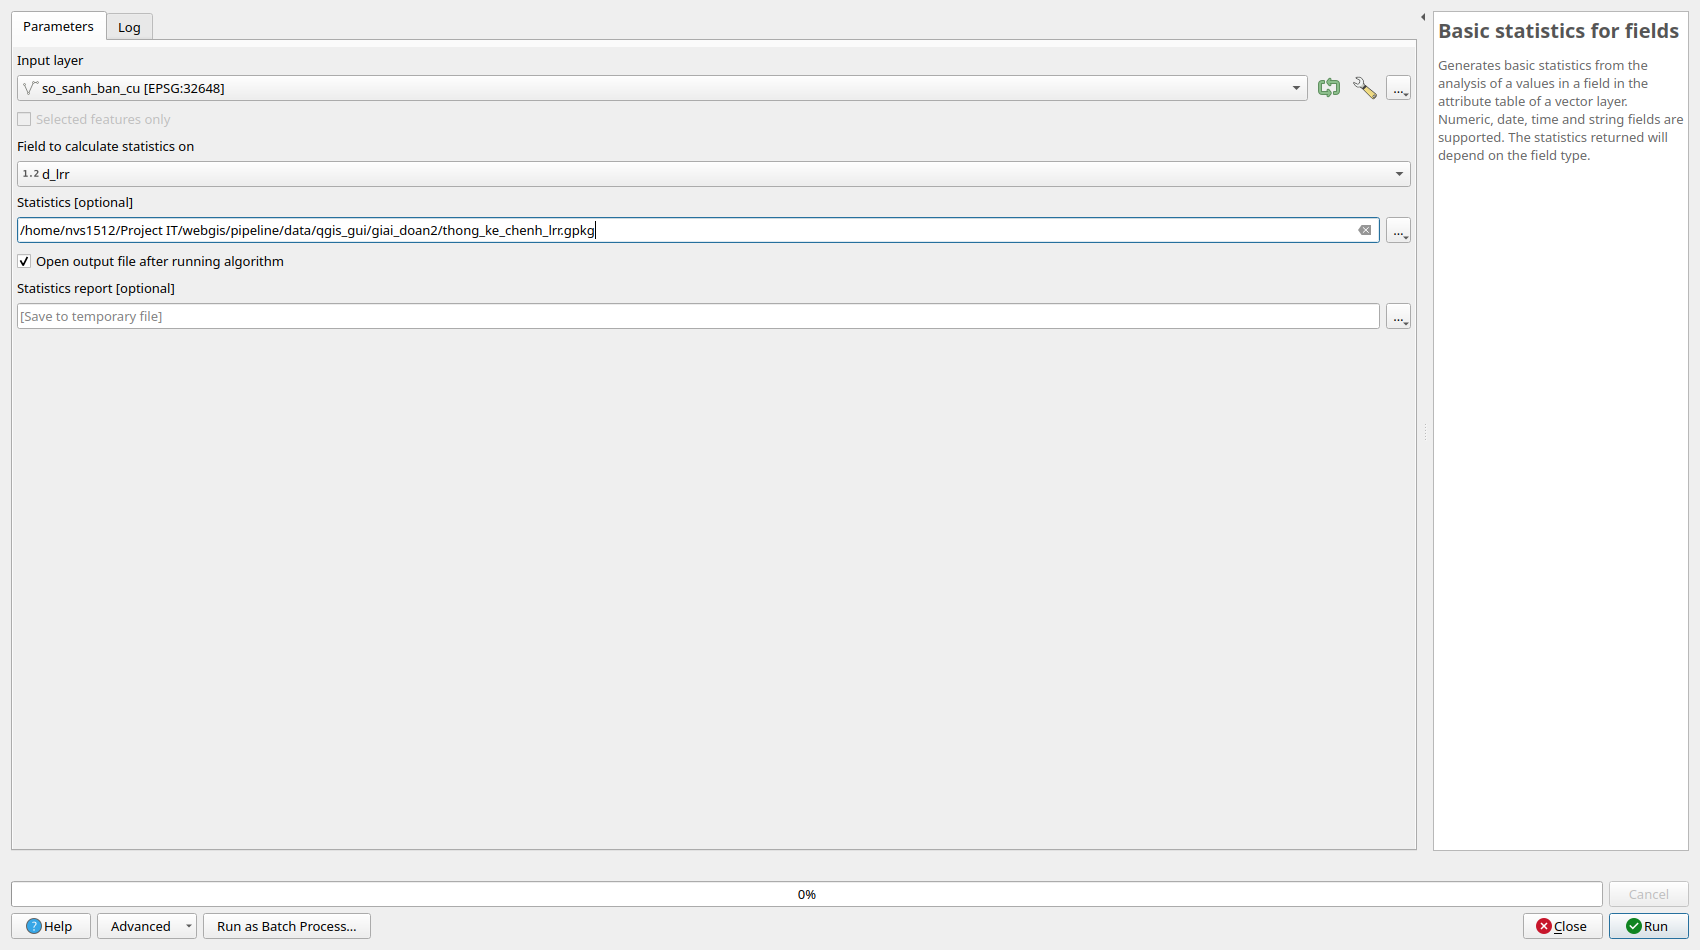 Parameters
Log
Input layer
so_sanh_ban_cu [EPSG:32648]
...
Selected features only
Field to calculate statistics on
1.2 d_lrr
Statistics [optional]
/home/nvs1512/Project IT/webgis/pipeline/data/qgis_gui/giai_doan2/thong_ke_chenh_lrr.gpkg
...
Open output file after running algorithm
Statistics report [optional]
[Save to temporary file]
...
Basic statistics for fields
Generates basic statistics from the
analysis of a values in a field in the
attribute table of a vector layer.
Numeric, date, time and string fields are
supported. The statistics returned will
depend on the field type.
0%
Cancel
? Help
Advanced
Run as Batch Process...
Close
Run